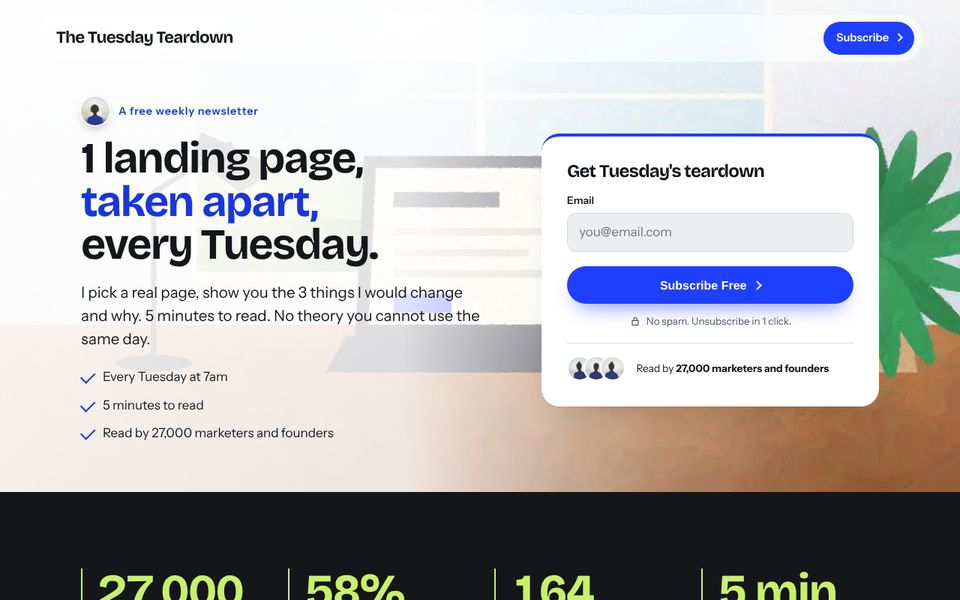 The Tuesday Teardown
Subscribe
A free weekly newsletter
1 landing page,
taken apart,
every Tuesday.
I pick a real page, show you the 3 things I would change
and why. 5 minutes to read. No theory you cannot use the
same day.
Every Tuesday at 7am
5 minutes to read
Read by 27,000 marketers and founders
Get Tuesday's teardown
Email
you@email.com
Subscribe Free
No spam. Unsubscribe in 1 click.
Read by 27,000 marketers and founders
27,000
58%
164
5 min